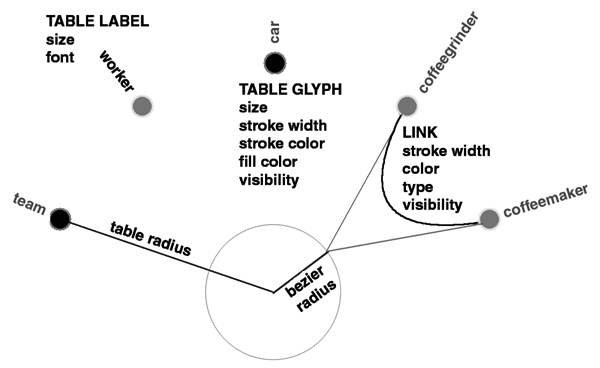 TABLE LABEL
size
font
worker
car
coffeegrinder
TABLE GLYPH
size
stroke width
stroke color
fill color
visibility
LINK
stroke width
color
type
visibility
team
coffeemaker
table radius
bezier
radius